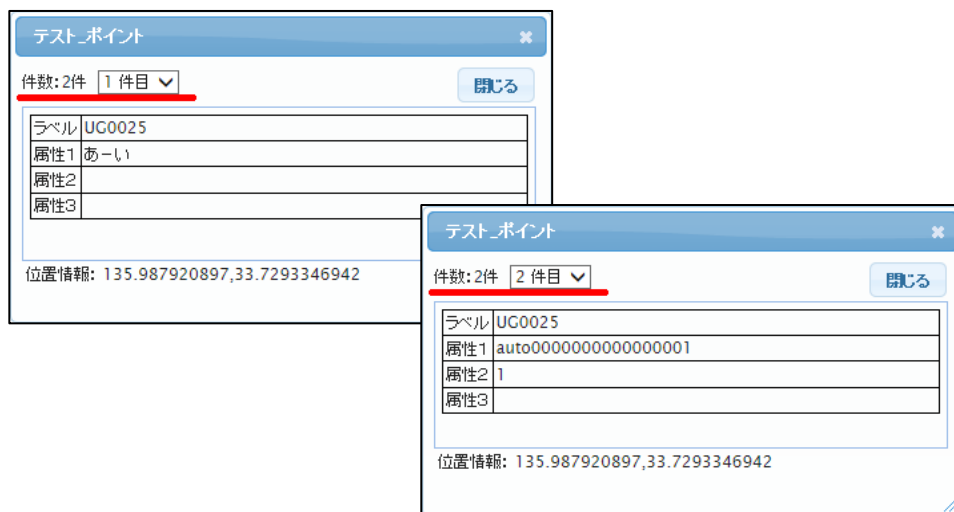 テスト_ポイント
件数:2件 1 件目
閉じる
ラベル UG0025
属性1 あーい
属性2
属性3
位置情報: 135.987920897,33.7293346942
テスト_ポイント
件数:2件 2 件目
閉じる
ラベル UG0025
属性1 auto0000000000000001
属性2 1
属性3
位置情報: 135.987920897,33.7293346942